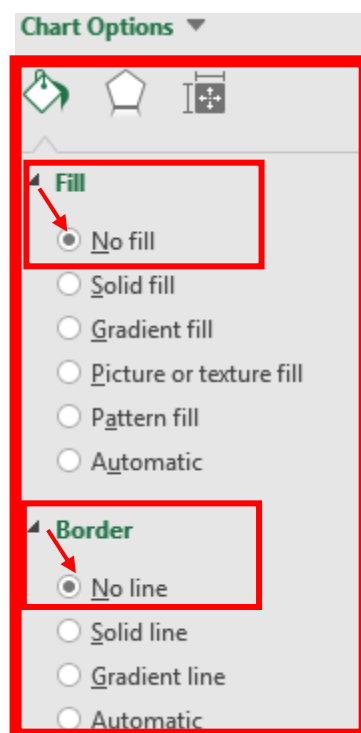 Chart Options
Fill
No fill
Solid fill
Gradient fill
Picture or texture fill
Pattern fill
Automatic
Border
No line
Solid line
Gradient line
Automatic